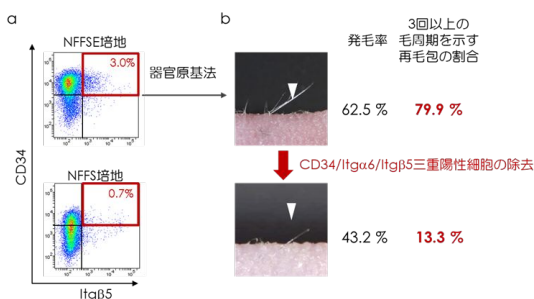 a
NFFSE培地
3.0%
NFFS培地
0.7%
CD34
Itgβ5
器官原基法
b
発毛率
3回以上の
毛周期を示す
再毛包の割合
62.5 %
79.9 %
CD34/Itgα6/Itgβ5三重陽性細胞の除去
43.2 %
13.3 %